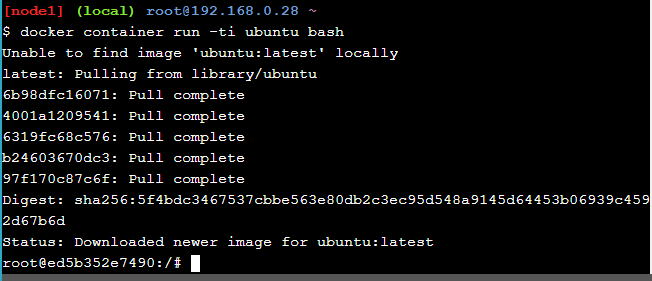 [node1] (local) root@192.168.0.28 ~
$ docker container run -ti ubuntu bash
Unable to find image 'ubuntu:latest' locally
latest: Pulling from library/ubuntu
6b98dfc16071: Pull complete
4001a1209541: Pull complete
6319fc68c576: Pull complete
b24603670dc3: Pull complete
97f170c87c6f: Pull complete
Digest: sha256:5f4bdc3467537cbbe563e80db2c3ec95d548a9145d64453b06939c459
2d67b6d
Status: Downloaded newer image for ubuntu:latest
root@ed5b352e7490:/#